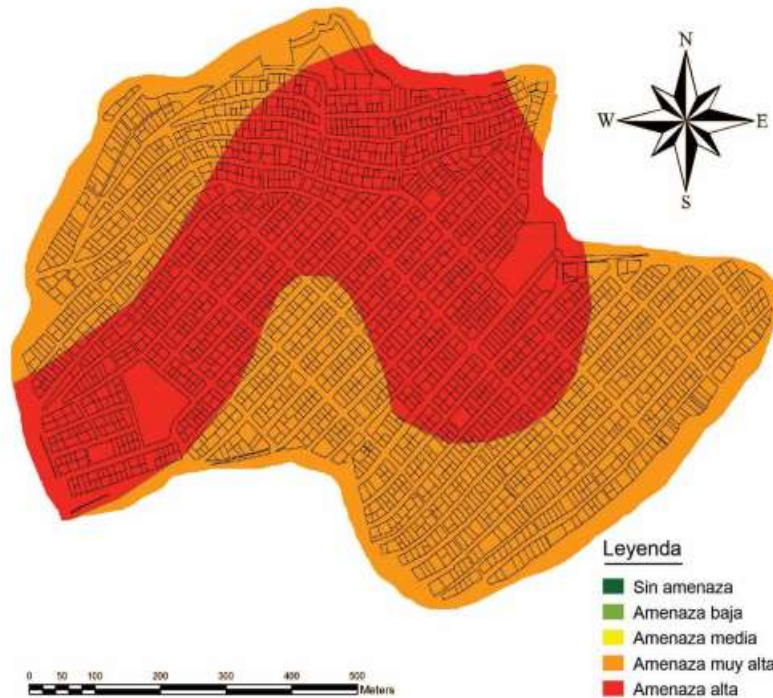 N
W E
S
Leyenda
Sin amenaza
Amenaza baja
Amenaza media
Amenaza muy alta
Amenaza alta
0 50 100 200 300 400 500
Meters